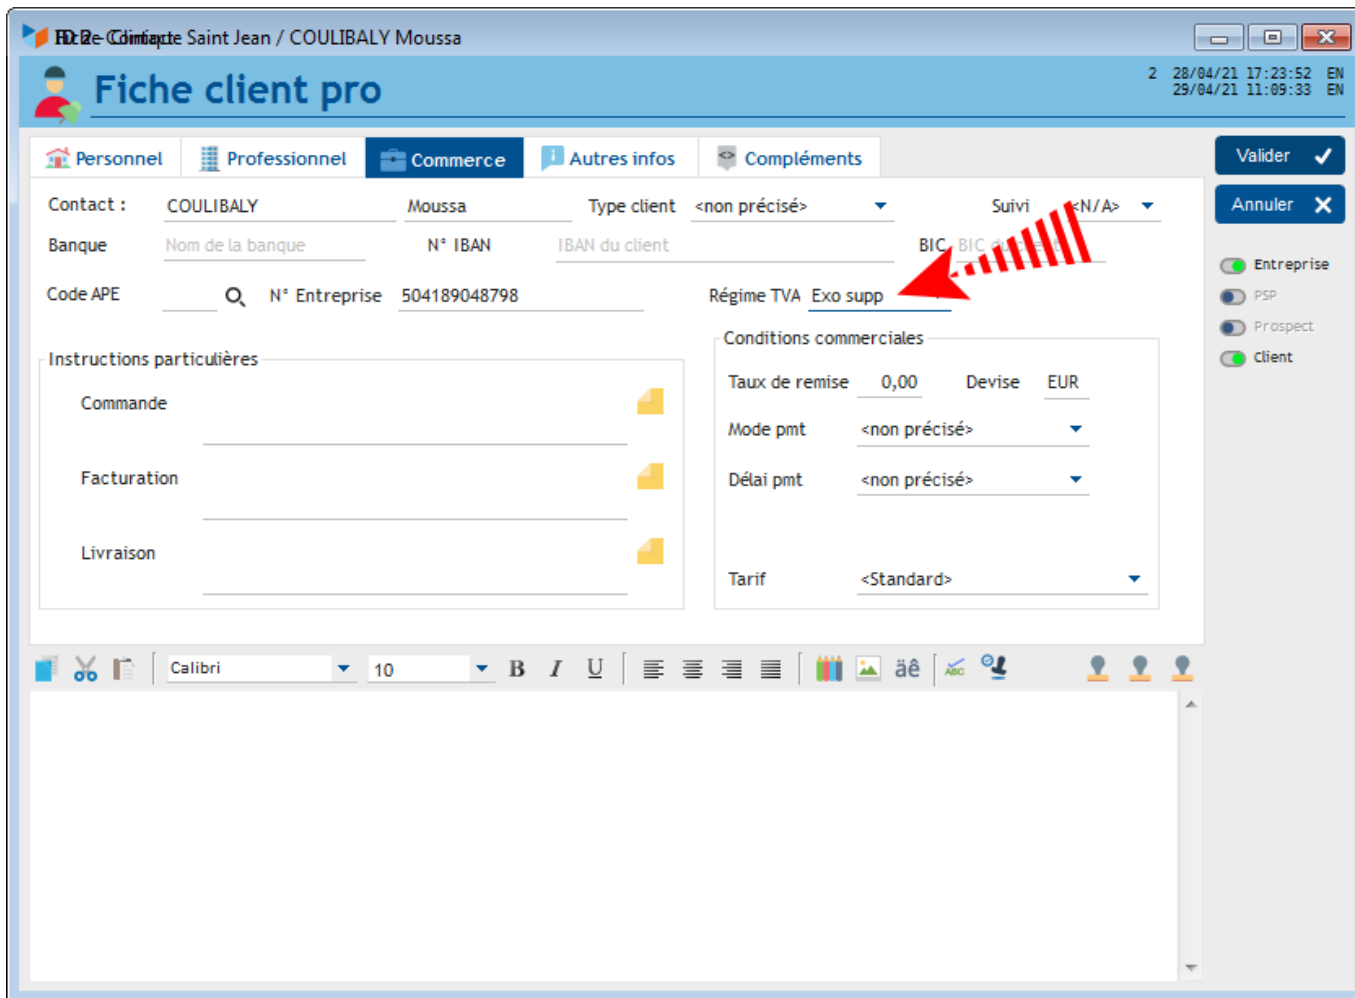 Saint Jean / COULIBALY Moussa
Fiche client pro
2 28/04/21 17:23:52 EN
29/04/21 11:09:33 EN
Personnel Professionnel Commerce Autres infos Compléments
Valider
Annuler
Contact : COULIBALY Moussa Type client <non précisé> Suivi <N/A>
Banque Nom de la banque N° IBAN IBAN du client BIC BIC du client
Entreprise
PSP
Prospect
Client
Code APE N° Entreprise 504189048798 Régime TVA Exo supp
Instructions particulières
Commande
Facturation
Livraison
Conditions commerciales
Taux de remise 0,00 Devise EUR
Mode pmt <non précisé>
Délai pmt <non précisé>
Tarif <Standard>
Calibri 10 B I U äê ABC